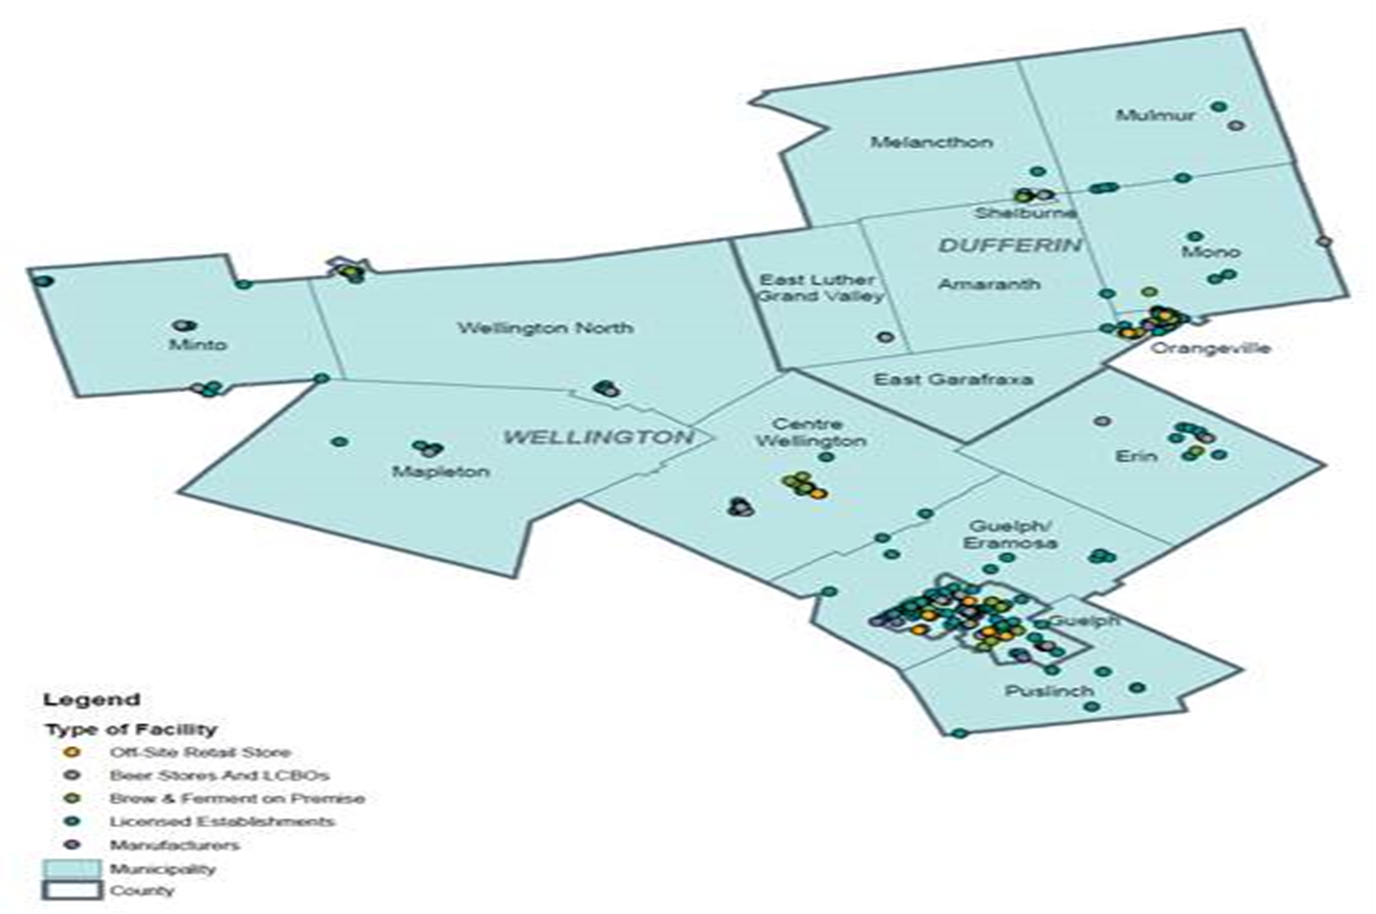 Mulmur
Melancthon
Shelburne
DUFFERIN
Mono
East Luther
Grand Valley
Amaranth
Wellington North
Minto
Orangeville
East Garafraxa
Centre
Wellington
WELLINGTON
Erin
Mapleton
Guelph/
Eramosa
Guelph
Puslinch
Legend
Type of Facility
Off-Site Retail Store
Beer Stores And LCBOs
Brew & Ferment on Premise
Licensed Establishments
Manufacturers
Municipality
County